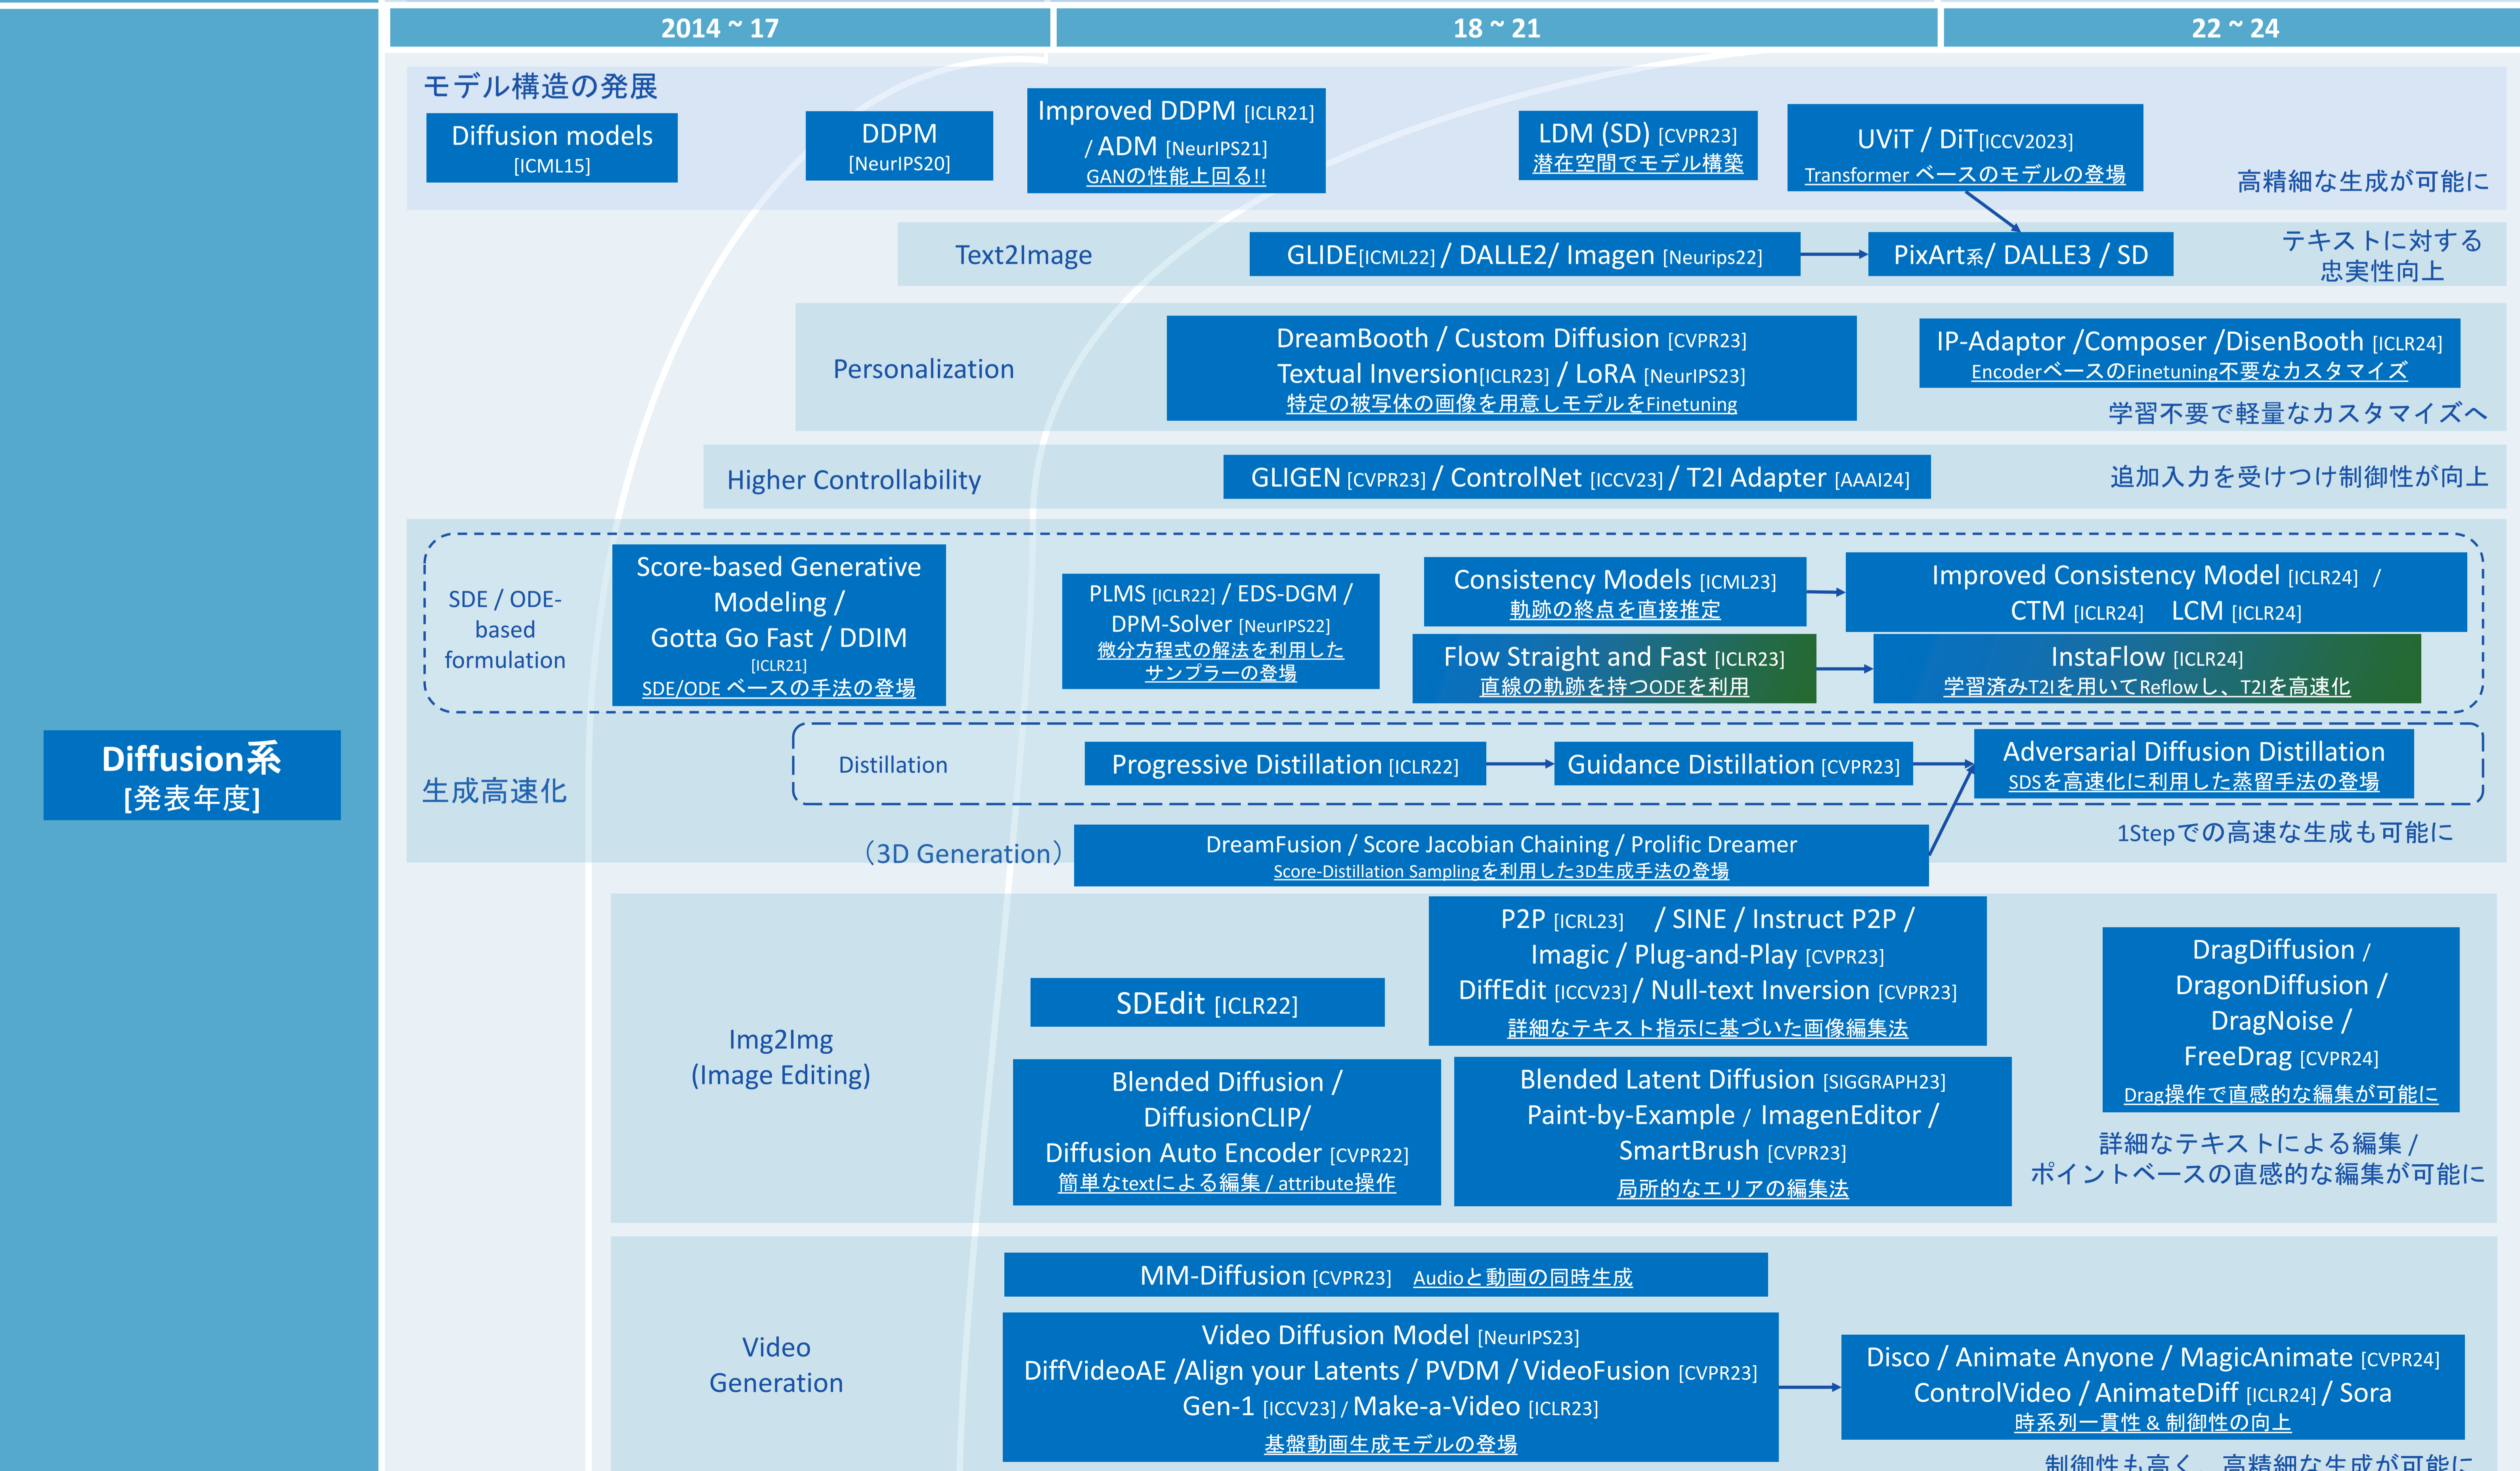 2014 ~ 17
18 ~ 21
22 ~ 24
Diffusion系
[発表年度]
モデル構造の発展
Diffusion models
[ICML15]
DDPM
[NeurIPS20]
Improved DDPM [ICLR21]
/ ADM [NeurIPS21]
GANの性能上回る!!
LDM (SD) [CVPR23]
潜在空間でモデル構築
UViT / DiT[ICCV2023]
Transformer ベースのモデルの登場
高精細な生成が可能に
Text2Image
GLIDE[ICML22] / DALLE2/ Imagen [Neurips22]
PixArt系/ DALLE3 / SD
テキストに対する
忠実性向上
Personalization
DreamBooth / Custom Diffusion [CVPR23]
Textual Inversion[ICLR23] / LoRA [NeurIPS23]
特定の被写体の画像を用意しモデルをFinetuning
IP-Adaptor /Composer /DisenBooth [ICLR24]
EncoderベースのFinetuning不要なカスタマイズ
学習不要で軽量なカスタマイズへ
Higher Controllability
GLIGEN [CVPR23] / ControlNet [ICCV23] / T2I Adapter [AAAI24]
追加入力を受けつけ制御性が向上
生成高速化
SDE / ODE-
based
formulation
Score-based Generative
Modeling /
Gotta Go Fast / DDIM
[ICLR21]
SDE/ODE ベースの手法の登場
PLMS [ICLR22] / EDS-DGM /
DPM-Solver [NeurIPS22]
微分方程式の解法を利用した
サンプラーの登場
Consistency Models [ICML23]
軌跡の終点を直接推定
Improved Consistency Model [ICLR24] /
CTM [ICLR24] LCM [ICLR24]
Flow Straight and Fast [ICLR23]
直線の軌跡を持つODEを利用
InstaFlow [ICLR24]
学習済みT2Iを用いてReflowし、T2Iを高速化
Distillation
Progressive Distillation [ICLR22]
Guidance Distillation [CVPR23]
Adversarial Diffusion Distillation
SDSを高速化に利用した蒸留手法の登場
1Stepでの高速な生成も可能に
（3D Generation）
DreamFusion / Score Jacobian Chaining / Prolific Dreamer
Score-Distillation Samplingを利用した3D生成手法の登場
Img2Img
(Image Editing)
SDEdit [ICLR22]
Blended Diffusion /
DiffusionCLIP/
Diffusion Auto Encoder [CVPR22]
簡単なtextによる編集 / attribute操作
P2P [ICRL23] / SINE / Instruct P2P /
Imagic / Plug-and-Play [CVPR23]
DiffEdit [ICCV23] / Null-text Inversion [CVPR23]
詳細なテキスト指示に基づいた画像編集法
Blended Latent Diffusion [SIGGRAPH23]
Paint-by-Example / ImagenEditor /
SmartBrush [CVPR23]
局所的なエリアの編集法
DragDiffusion /
DragonDiffusion /
DragNoise /
FreeDrag [CVPR24]
Drag操作で直感的な編集が可能に
詳細なテキストによる編集 /
ポイントベースの直感的な編集が可能に
Video
Generation
MM-Diffusion [CVPR23] Audioと動画の同時生成
Video Diffusion Model [NeurIPS23]
DiffVideoAE /Align your Latents / PVDM / VideoFusion [CVPR23]
Gen-1 [ICCV23] / Make-a-Video [ICLR23]
基盤動画生成モデルの登場
Disco / Animate Anyone / MagicAnimate [CVPR24]
ControlVideo / AnimateDiff [ICLR24] / Sora
時系列一貫性 & 制御性の向上
制御性も高く、高精細な生成が可能に